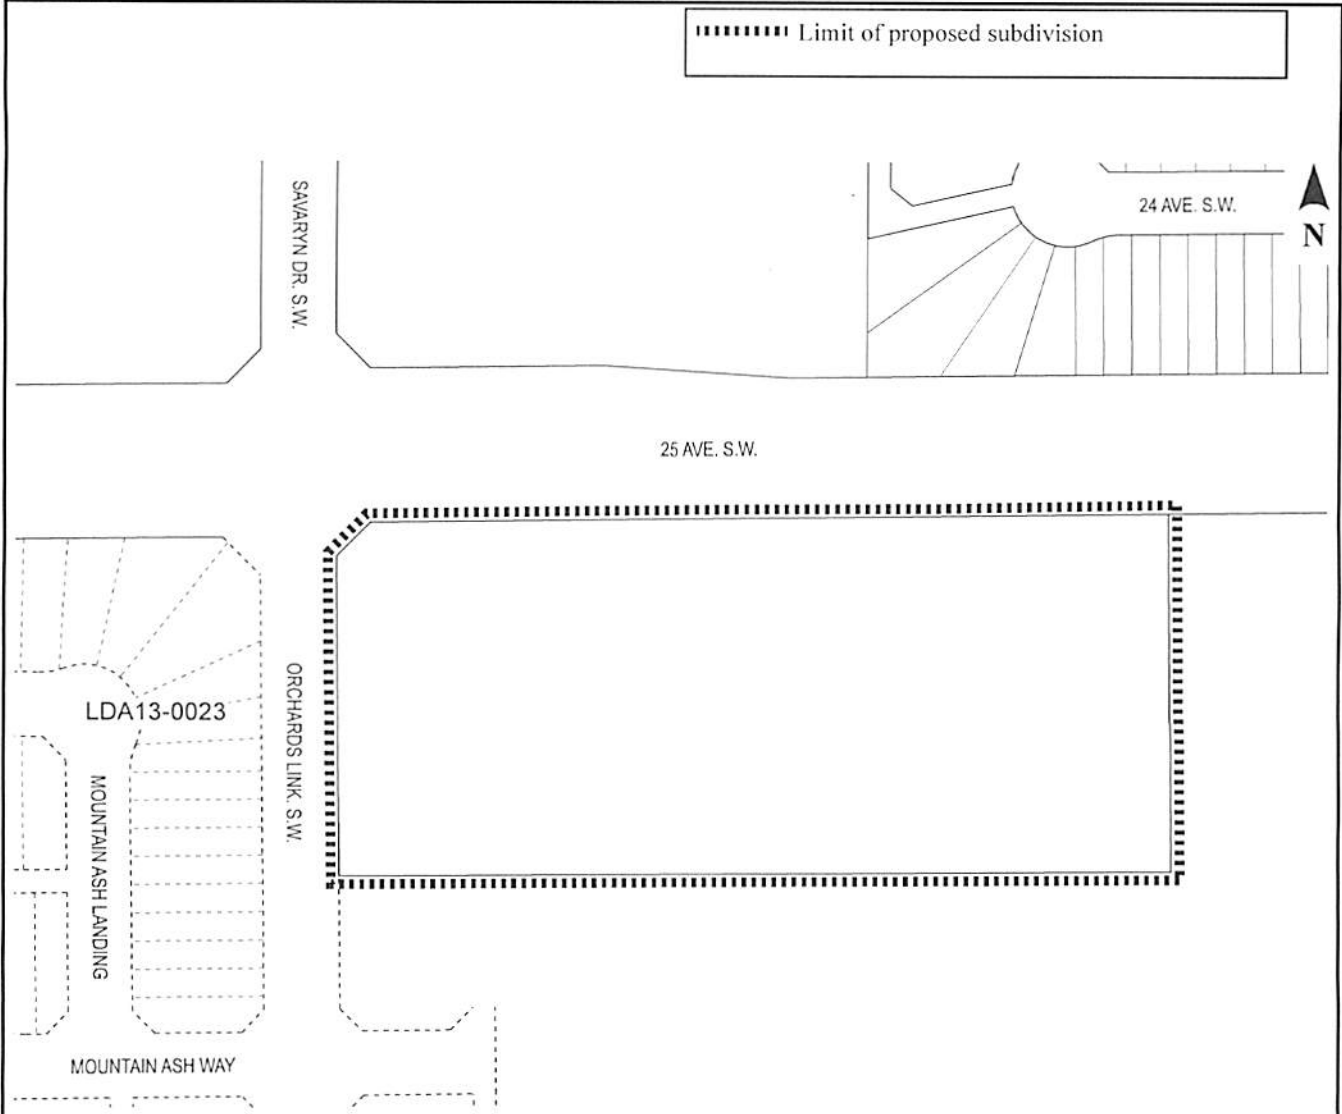 Limit of proposed subdivision
SAVARYN DR. S.W.
24 AVE. S.W.
N
25 AVE. S.W.
ORCHARDS LINK. S.W.
LDA13-0023
MOUNTAIN ASH LANDING
MOUNTAIN ASH WAY